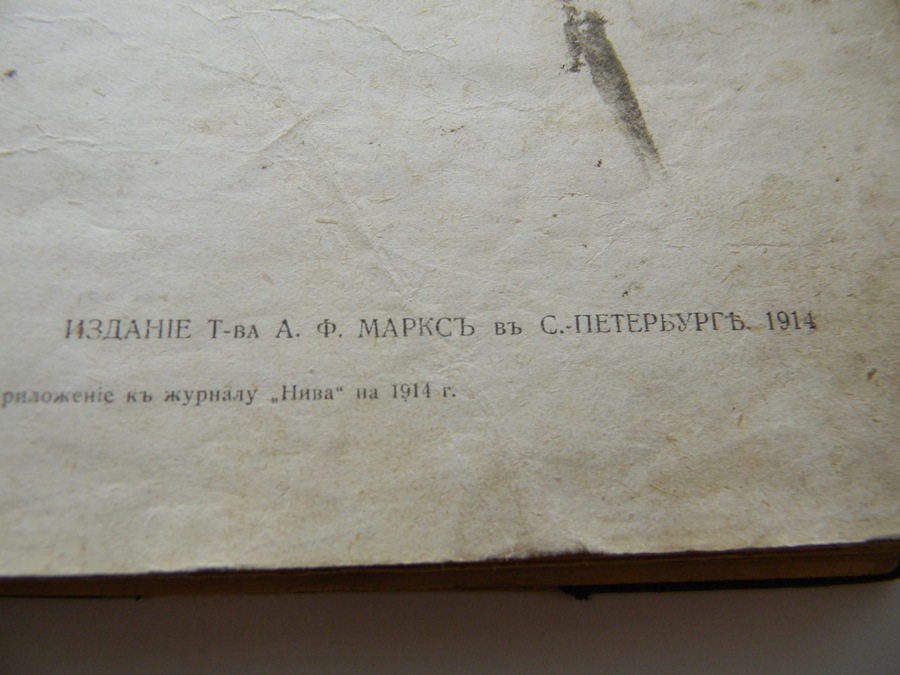 ИЗДАНІЕ Т-ва А. Ф. МАРКСЪ въ С.-ПЕТЕРБУРГѢ. 1914
риложеніе къ журналу „Нива“ на 1914 г.